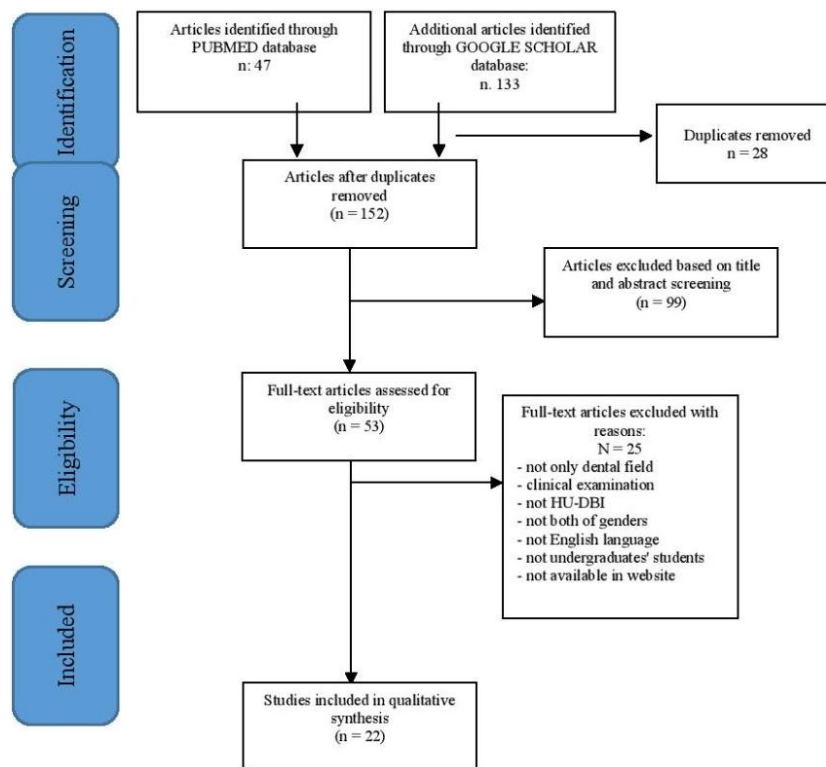 Identification
Articles identified through
PUBMED database
n: 47
Additional articles identified
through GOOGLE SCHOLAR
database:
n. 133
Duplicates removed
n = 28
Screening
Articles after duplicates
removed
(n = 152)
Articles excluded based on title
and abstract screening
(n = 99)
Eligibility
Full-text articles assessed for
eligibility
(n = 53)
Full-text articles excluded with
reasons:
N = 25
- not only dental field
- clinical examination
- not HU-DBI
- not both of genders
- not English language
- not undergraduates' students
- not available in website
Included
Studies included in qualitative
synthesis
(n = 22)